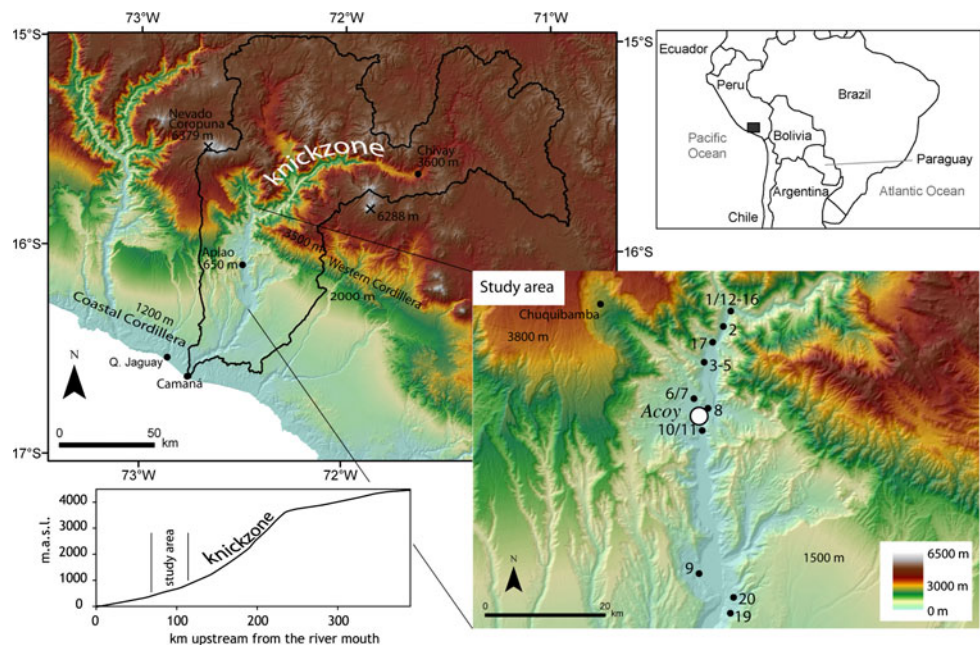 73°W
72°W
71°W
15°S
15°S
Nevado
Coropuna
6379 m
knickzone
Chivay
3600 m
6288 m
16°S
16°S
3500 m
Western Cordillera
Aplao
650 m
2000 m
1200 m
Coastal Cordillera
Q. Jaguay
Camaná
N
0
50
km
17°S
73°W
72°W
Ecuador
Peru
Brazil
Pacific
Ocean
Bolivia
Paraguay
Argentina
Atlantic Ocean
Chile
Study area
Chuquibamba
3800 m
1/12-16
2
17
3-5
6/7
Acoy
8
10/11
9
1500 m
20
19
N
0
20
km
6500 m
3000 m
0 m
m.a.s.l.
4000
3000
2000
1000
0
study area
knickzone
0
100
200
300
km upstream from the river mouth